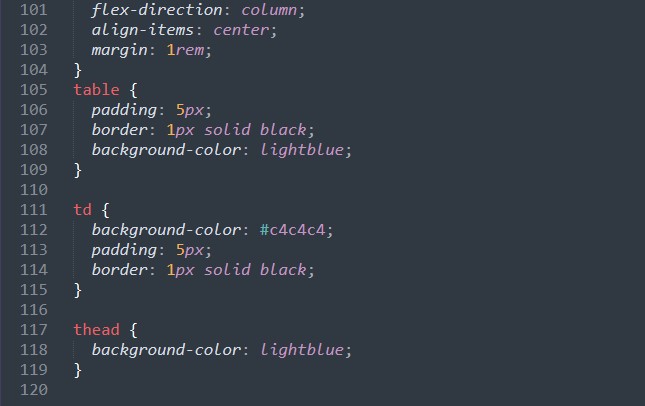 101 flex-direction: column;
102 align-items: center;
103 margin: 1rem;
104 }
105 table {
106 padding: 5px;
107 border: 1px solid black;
108 background-color: lightblue;
109 }
110
111 td {
112 background-color: #c4c4c4;
113 padding: 5px;
114 border: 1px solid black;
115 }
116
117 thead {
118 background-color: lightblue;
119 }
120